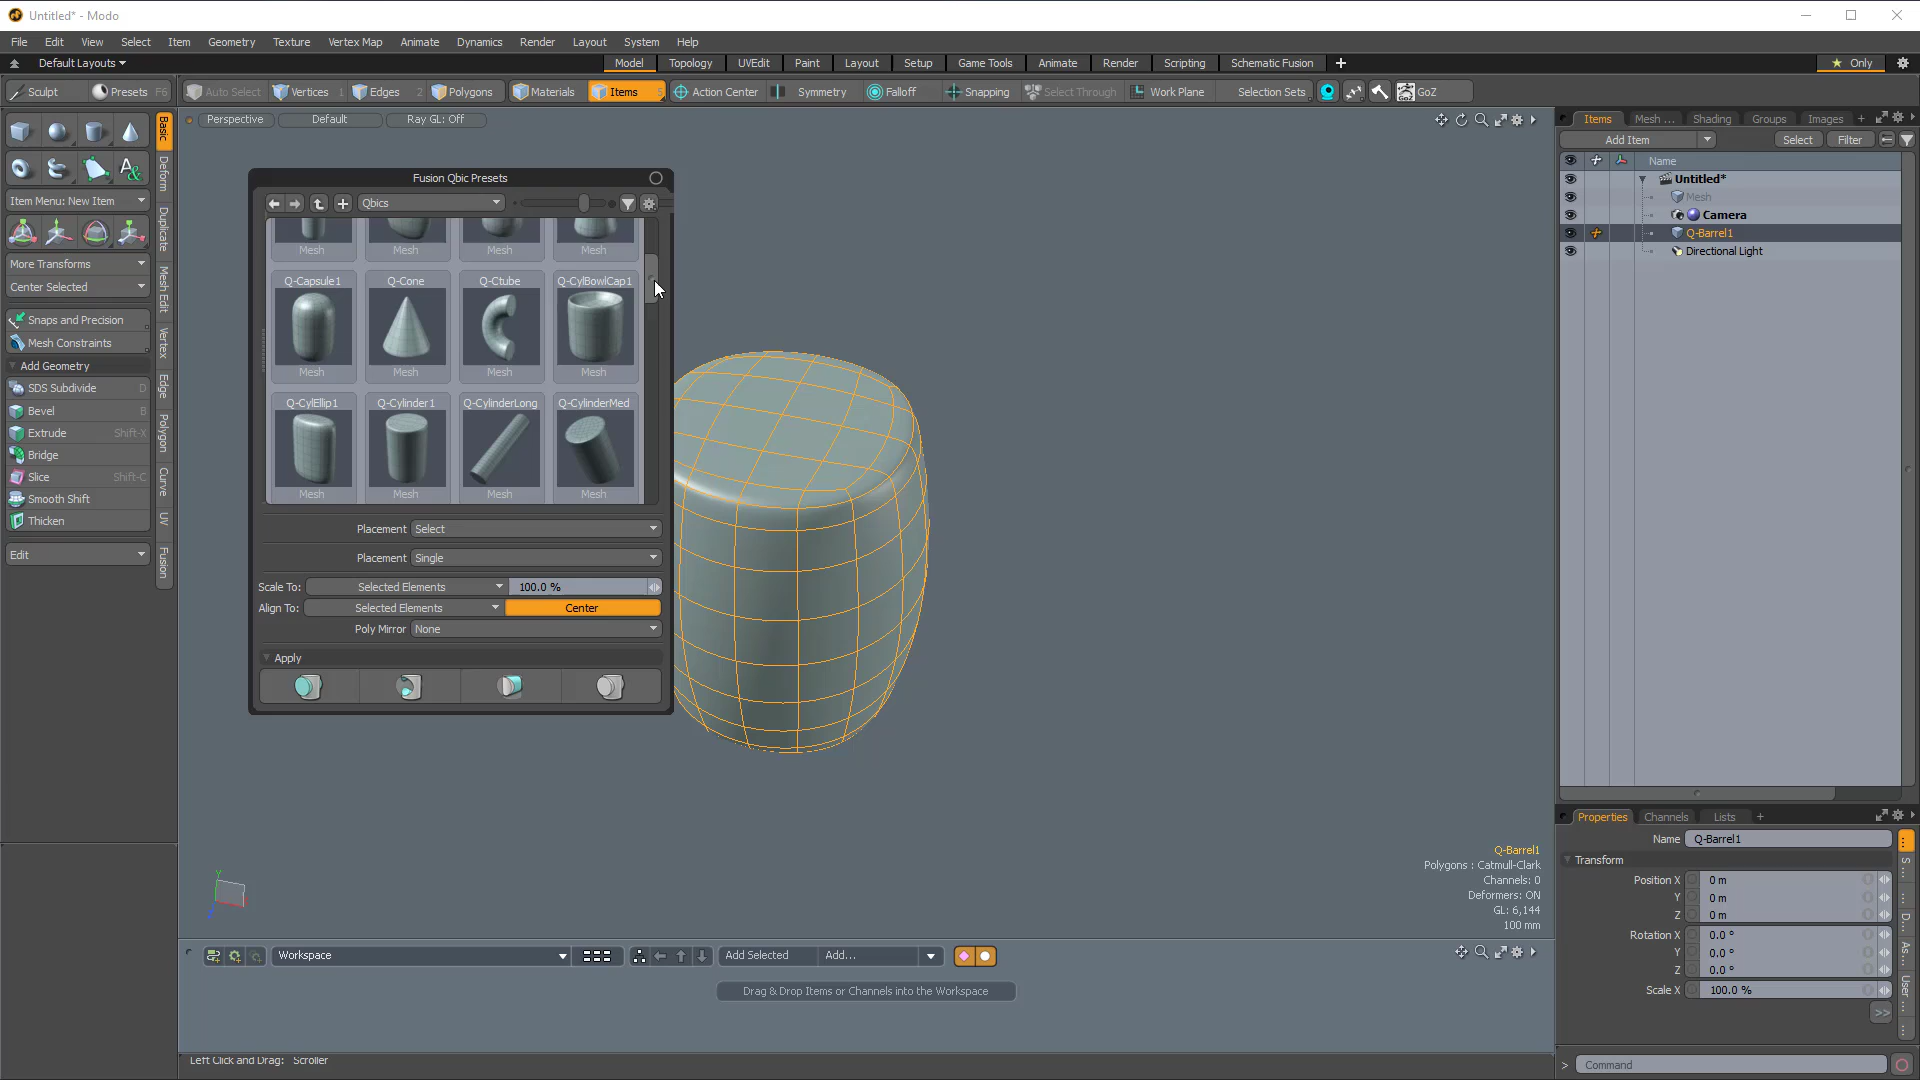 Untitled* - Modo
File Edit View Select Item Geometry Texture Vertex Map Animate Dynamics Render Layout System Help
Default Layouts
Model Topology UVEdit Paint Layout Setup Game Tools Animate Render Scripting Schematic Fusion
Only
Sculpt Presets F6 Auto Select Vertices 1 Edges 2 Polygons Materials Items 5 Action Center Symmetry Falloff Snapping Select Through Work Plane Selection Sets GoZ
Perspective Default Ray GL: Off
Basic
Deform
Duplicate
Mesh Edit
Vertex
Edge
Polygon
Curve
UV
Fusion
Item Menu: New Item
More Transforms
Center Selected
Snaps and Precision
Mesh Constraints
Add Geometry
SDS Subdivide D
Bevel B
Extrude Shift-X
Bridge
Slice Shift-C
Smooth Shift
Thicken
Edit
Fusion Qbic Presets
Qbics
Mesh Mesh Mesh Mesh
Q-Capsule1 Q-Cone Q-Ctube Q-CylBowlCap1
Mesh Mesh Mesh Mesh
Q-CylEllip1 Q-Cylinder1 Q-CylinderLong Q-CylinderMed
Mesh Mesh Mesh Mesh
Placement Select
Placement Single
Scale To: Selected Elements 100.0 %
Align To: Selected Elements Center
Poly Mirror None
Apply
Items Mesh ... Shading Groups Images
Add Item Select Filter
Name
Untitled*
Mesh
Camera
Q-Barrel1
Directional Light
Q-Barrel1
Polygons : Catmull-Clark
Channels: 0
Deformers: ON
GL: 6,144
100 mm
Properties Channels Lists
Name Q-Barrel1
Transform
Position X 0 m
Y 0 m
Z 0 m
Rotation X 0.0 °
Y 0.0 °
Z 0.0 °
Scale X 100.0 %
>>
S...
D...
As...
User ...
Workspace Add Selected Add...
Drag & Drop Items or Channels into the Workspace
Left Click and Drag: Scroller
> Command